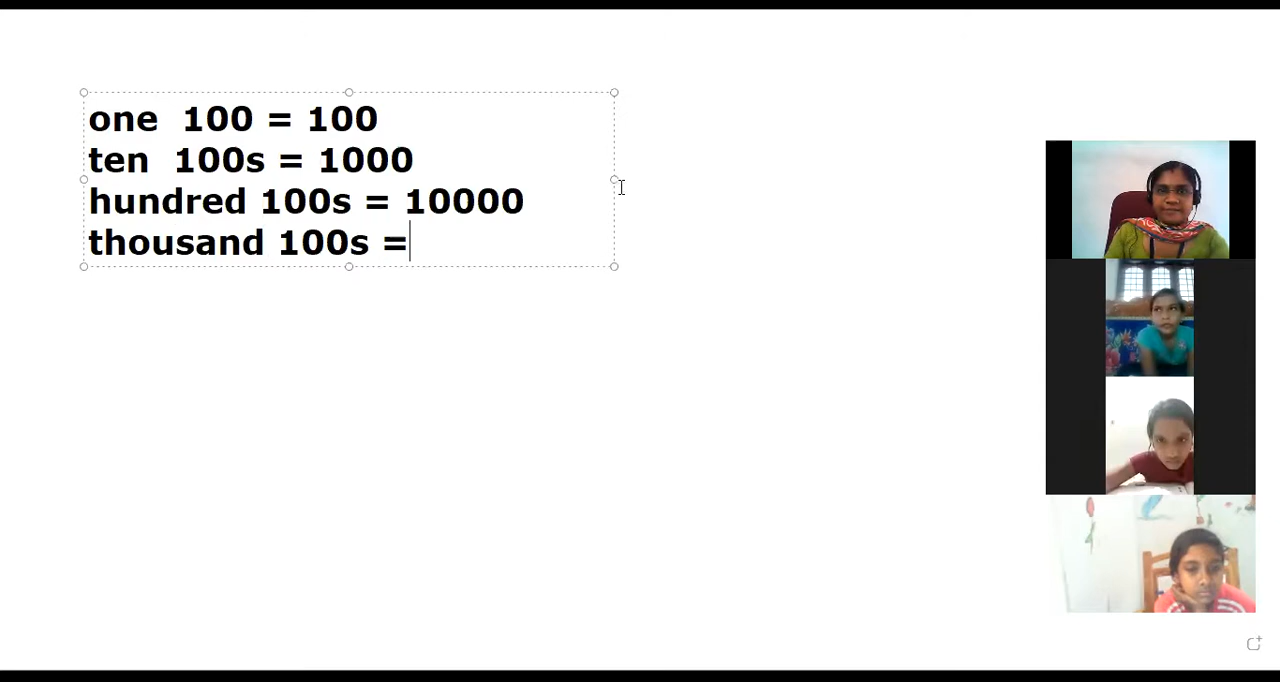 one 100 = 100
ten 100s = 1000
hundred 100s = 10000
thousand 100s =